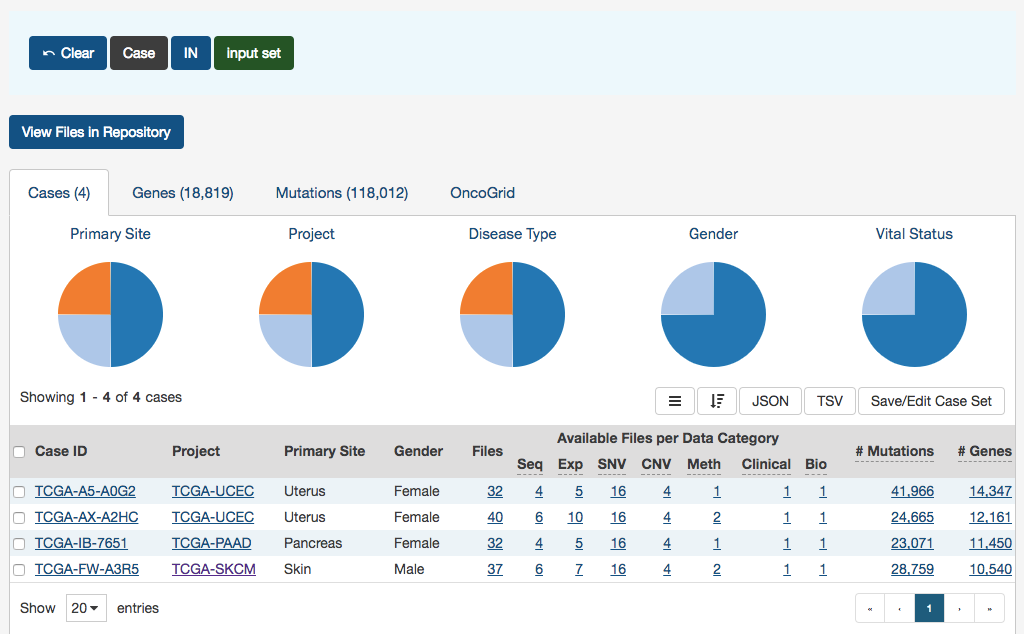 Clear Case IN input set
View Files in Repository
Cases (4) Genes (18,819) Mutations (118,012) OncoGrid
Primary Site Project Disease Type Gender Vital Status
Showing 1 - 4 of 4 cases JSON TSV Save/Edit Case Set
Available Files per Data Category
Case ID Project Primary Site Gender Files Seq Exp SNV CNV Meth Clinical Bio # Mutations # Genes
TCGA-A5-A0G2 TCGA-UCEC Uterus Female 32 4 5 16 4 1 1 1 41,966 14,347
TCGA-AX-A2HC TCGA-UCEC Uterus Female 40 6 10 16 4 2 1 1 24,665 12,161
TCGA-IB-7651 TCGA-PAAD Pancreas Female 32 4 5 16 4 1 1 1 23,071 11,450
TCGA-FW-A3R5 TCGA-SKCM Skin Male 37 6 7 16 4 2 1 1 28,759 10,540
Show 20 entries « ‹ 1 › »